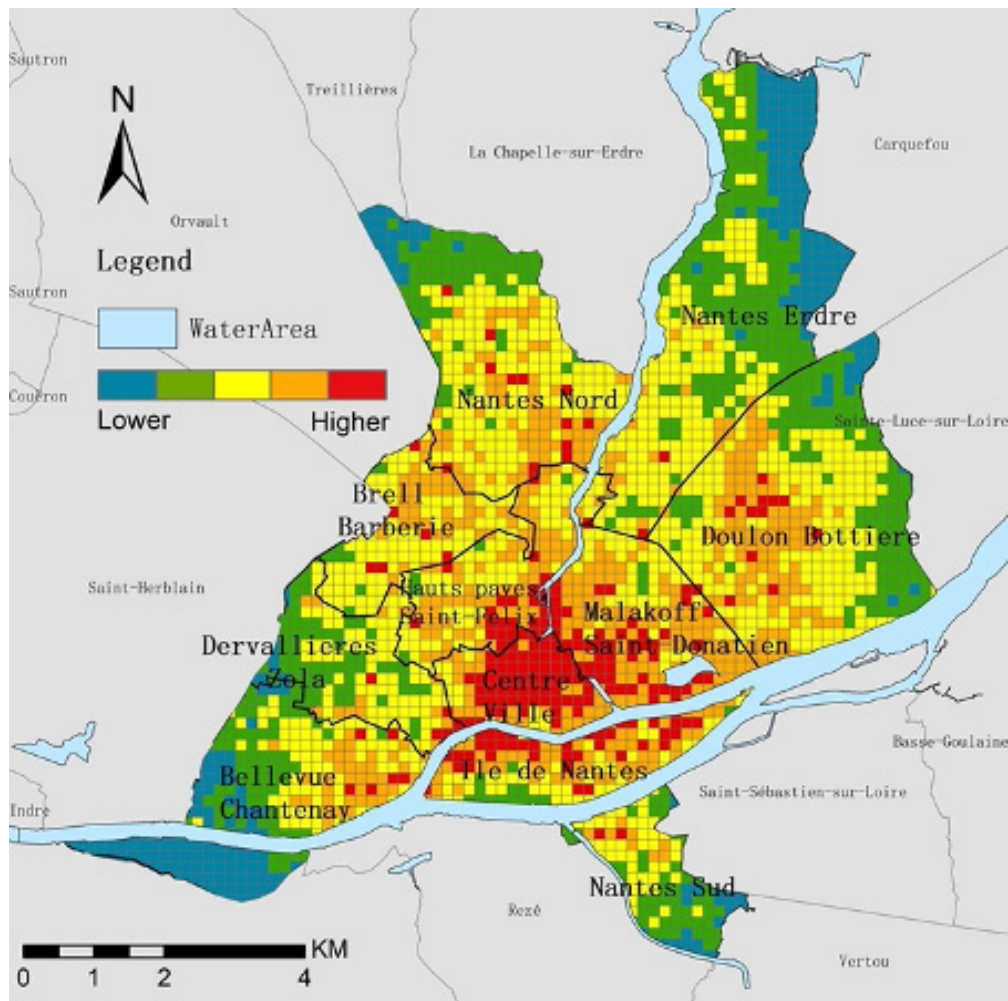 Sautron
Treillières
N
La Chapelle-sur-Erdre
Carquefou
Orvault
Legend
Sautron
Nantes Erdre
WaterArea
Couëron
Nantes Nord
Lower
Higher
Sainte-Luce-sur-Loire
Brell
Barberie
Doulon Bottiere
Saint-Herblain
Hauts paves
Saint-Felix
Malakoff
Saint Donatien
Dervallieres
Zola
Centre
Ville
Basse-Goulaine
Bellevue
Chantenay
Ile de Nantes
Saint-Sébastien-sur-Loire
Indre
Nantes Sud
Rezé
KM
0 1 2 4
Vertou